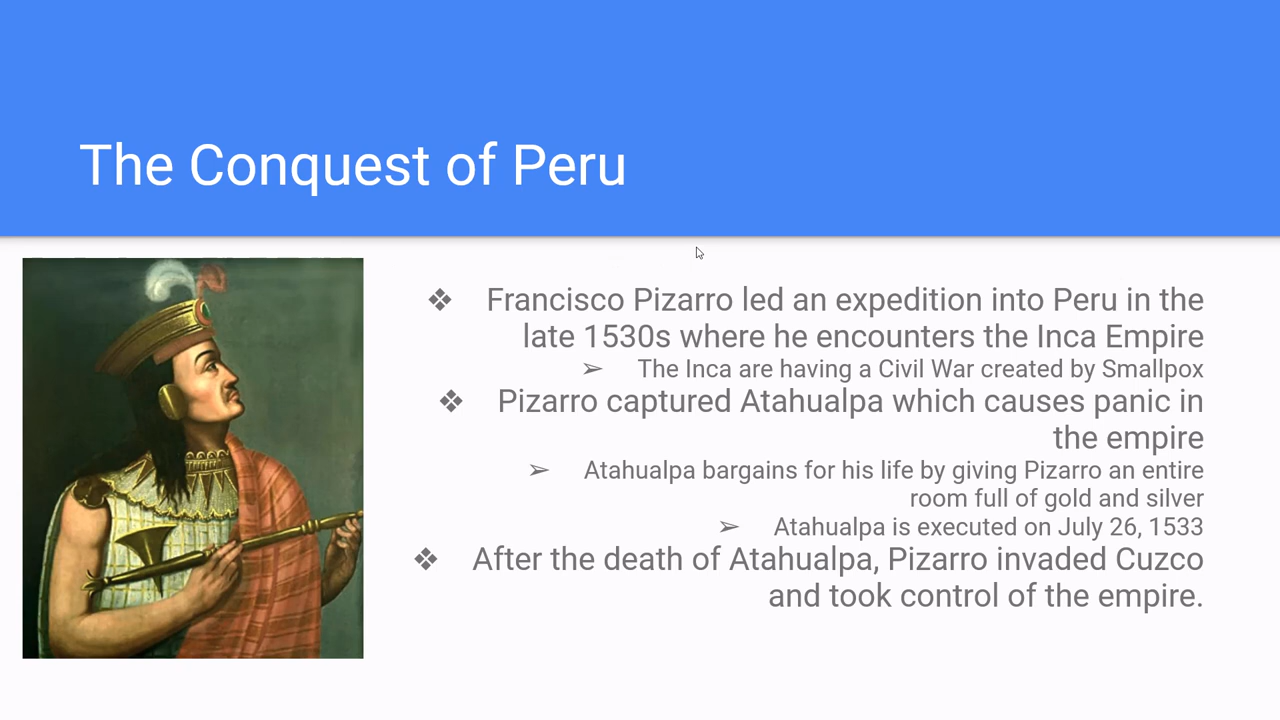 The Conquest of Peru
❖ Francisco Pizarro led an expedition into Peru in the
late 1530s where he encounters the Inca Empire
➢ The Inca are having a Civil War created by Smallpox
❖ Pizarro captured Atahualpa which causes panic in
the empire
➢ Atahualpa bargains for his life by giving Pizarro an entire
room full of gold and silver
➢ Atahualpa is executed on July 26, 1533
❖ After the death of Atahualpa, Pizarro invaded Cuzco
and took control of the empire.